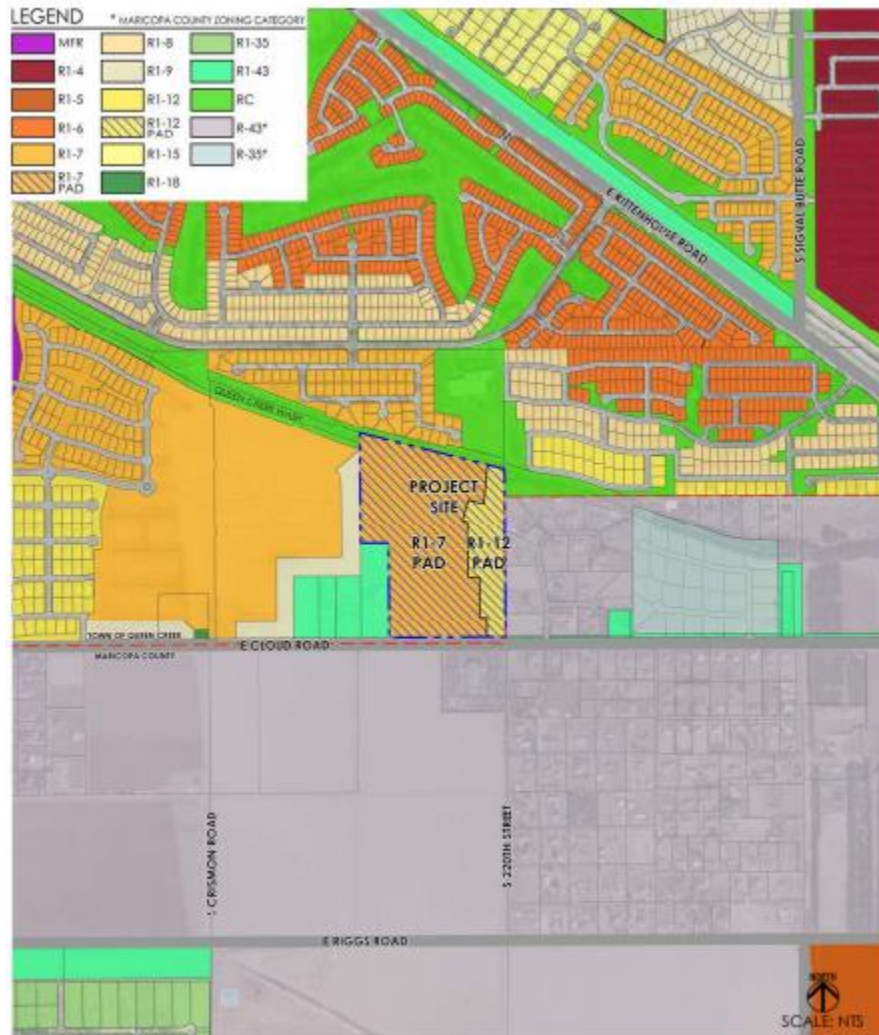 LEGEND
* MARICOPA COUNTY ZONING CATEGORY
MFR
R1-4
R1-5
R1-6
R1-7
R1-7 PAD
R1-8
R1-9
R1-12
R1-12 PAD
R1-15
R1-18
R1-35
R1-43
RC
R-43*
R-35*
E RITTENHOUSE ROAD
S SIGNAL BUTTE ROAD
QUEEN CREEK WASH
PROJECT
SITE
R1-7
PAD
R1-12
PAD
TOWN OF QUEEN CREEK
MARICOPA COUNTY
E CLOUD ROAD
S CRISMON ROAD
S 220TH STREET
E RIGGS ROAD
NORTH
SCALE: NTS